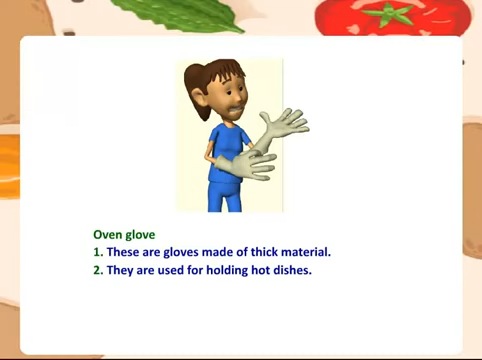 Oven glove
1. These are gloves made of thick material.
2. They are used for holding hot dishes.